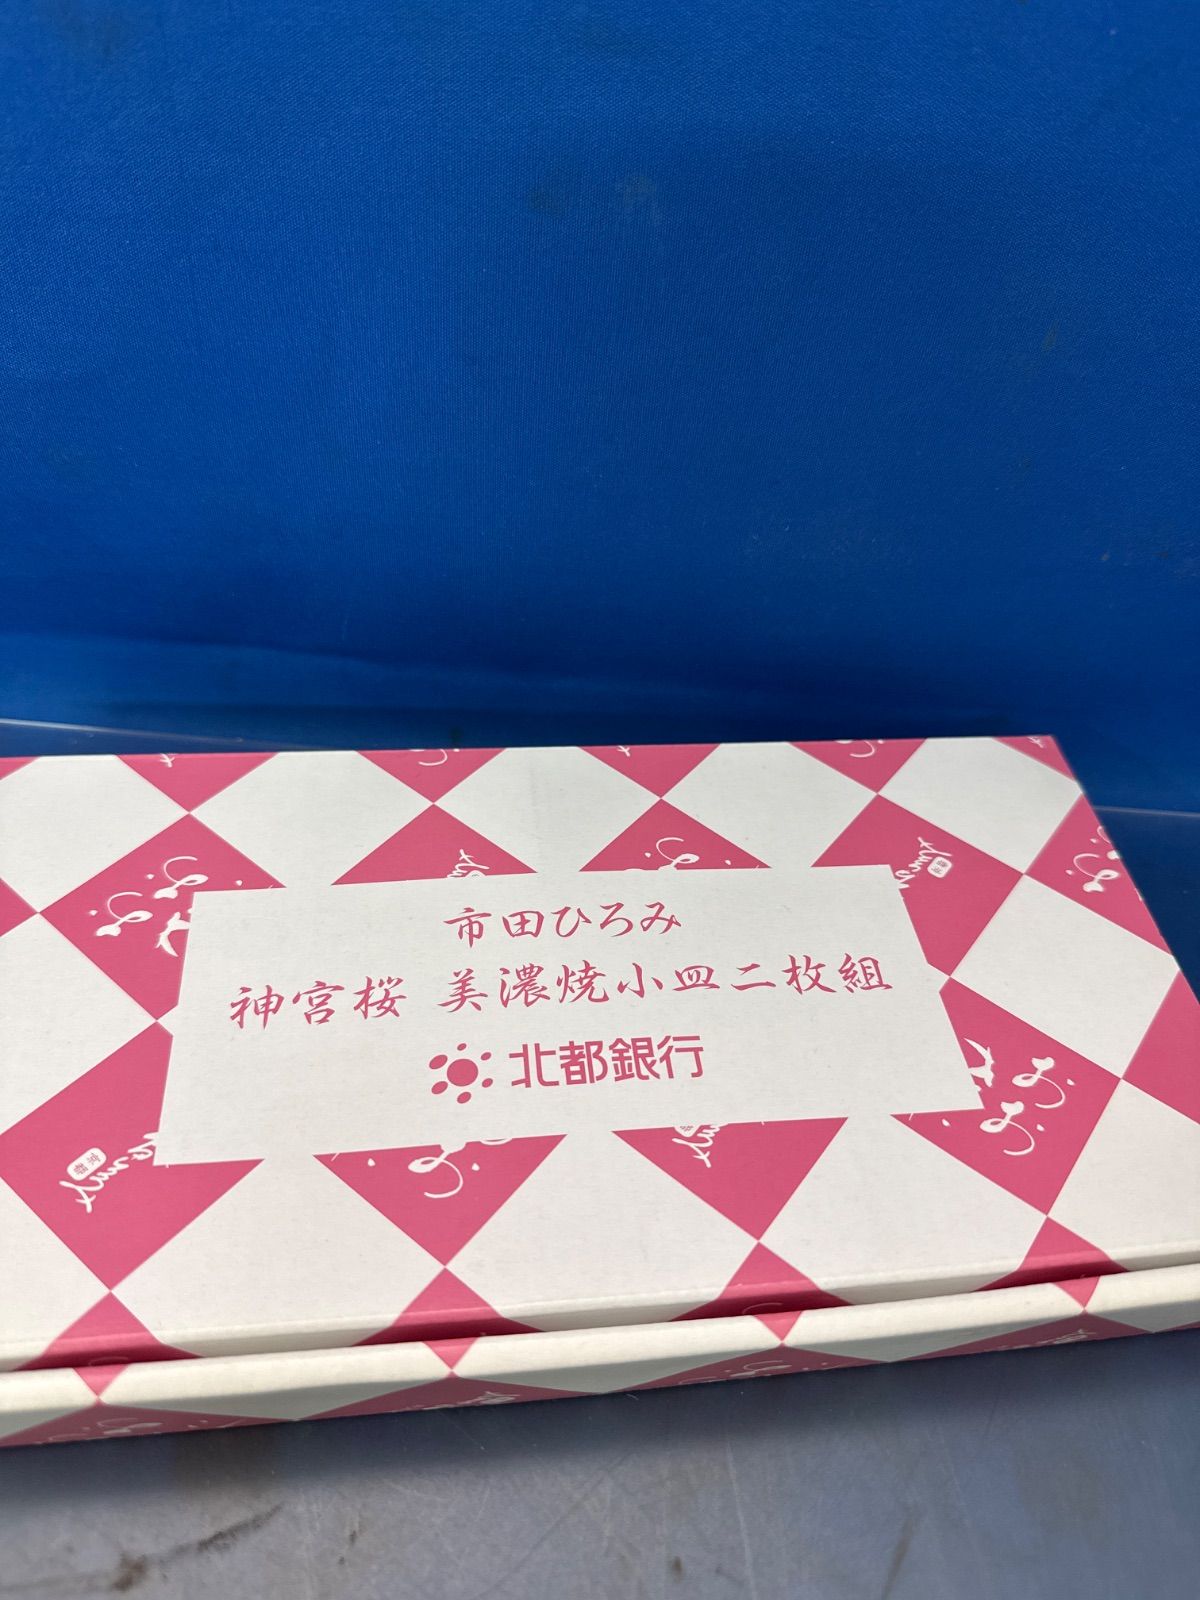 市田ひろみ
神宮桜 美濃焼小皿二枚組
北都銀行